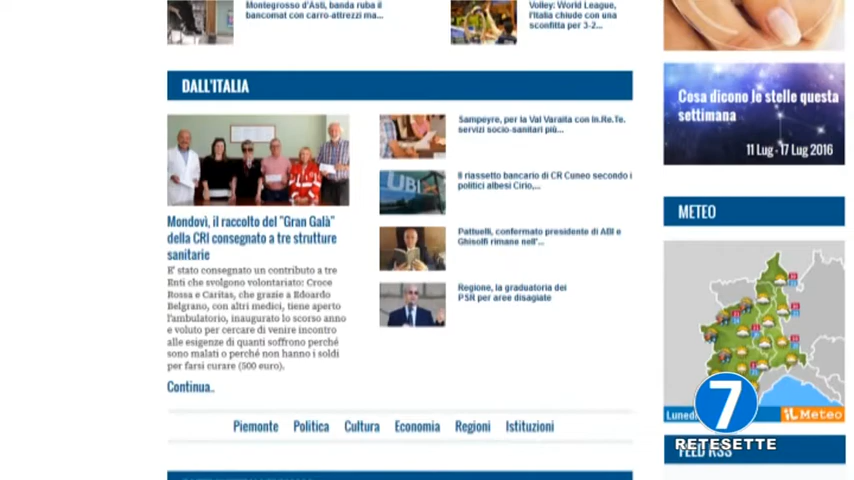 Montegrosso d'Asti, banda ruba il
bancomat con carro-attrezzi ma...
Volley: World League,
l'Italia chiude con una
sconfitta per 3-2...
DALL'ITALIA
Mondovì, il raccolto del "Gran Galà"
della CRI consegnato a tre strutture
sanitarie
E' stato consegnato un contributo a tre
Enti che svolgono volontariato: Croce
Rossa e Caritas, che grazie a Edoardo
Belgrano, con altri medici, tiene aperto
l'ambulatorio, inaugurato lo scorso anno
e voluto per cercare di venire incontro
alle esigenze di quanti soffrono perché
sono malati o perché non hanno i soldi
per farsi curare (500 euro).
Continua..
Sampeyre, per la Val Varaita con In.Re.Te.
servizi socio-sanitari più...
UBI
Il riassetto bancario di CR Cuneo secondo i
politici albesi Cirio,...
Pattuelli, confermato presidente di ABI e
Ghisolfi rimane nell'...
Regione, la graduatoria del
PSR per aree disagiate
Piemonte Politica Cultura Economia Regioni Istituzioni
Cosa dicono le stelle questa
settimana
11 Lug - 17 Lug 2016
METEO
Lunedì
iL Meteo
7
RETESETTE
FEED RSS